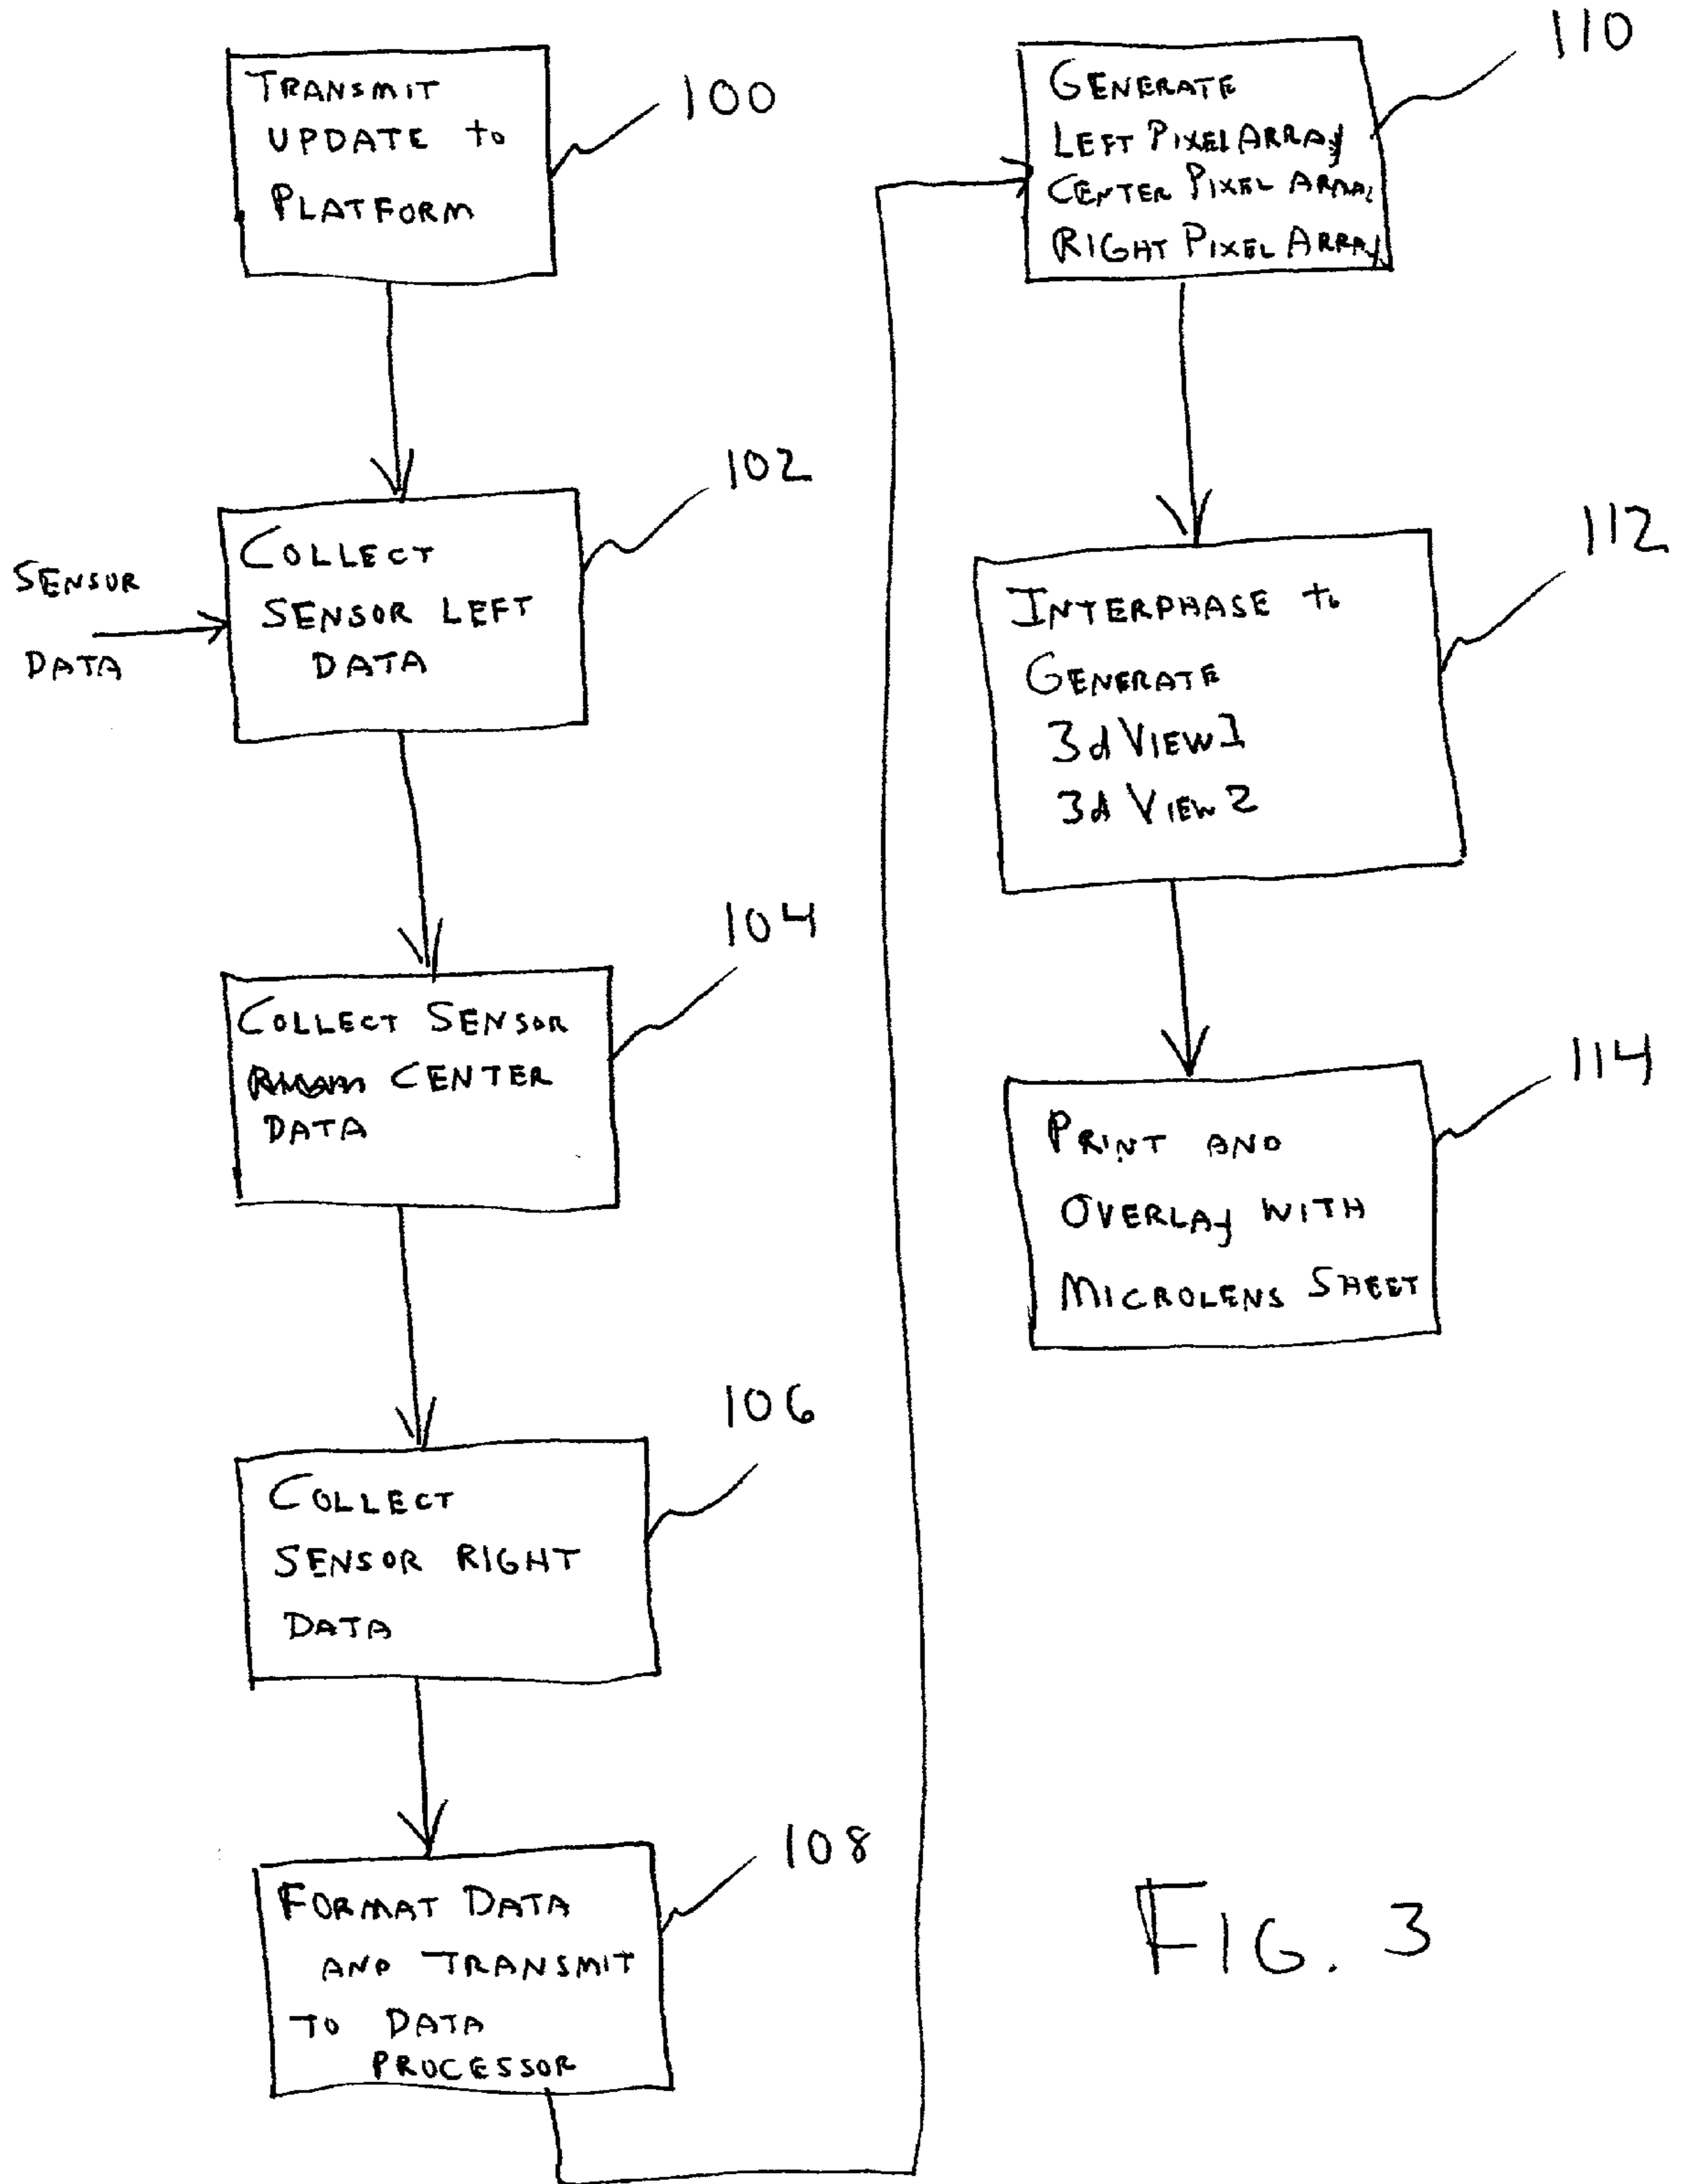 TRANSMIT
UPDATE to
PLATFORM
100
COLLECT
SENSOR LEFT
DATA
102
SENSOR
DATA
COLLECT SENSOR
CENTER
DATA
104
COLLECT
SENSOR RIGHT
DATA
106
FORMAT DATA
AND TRANSMIT
TO DATA
PROCESSOR
108
GENERATE
LEFT PIXEL ARRAY
CENTER PIXEL ARRAY
RIGHT PIXEL ARRAY
110
INTERPHASE to
GENERATE
3d VIEW 1
3d VIEW 2
112
PRINT AND
OVERLAY WITH
MICROLENS SHEET
114
FIG. 3